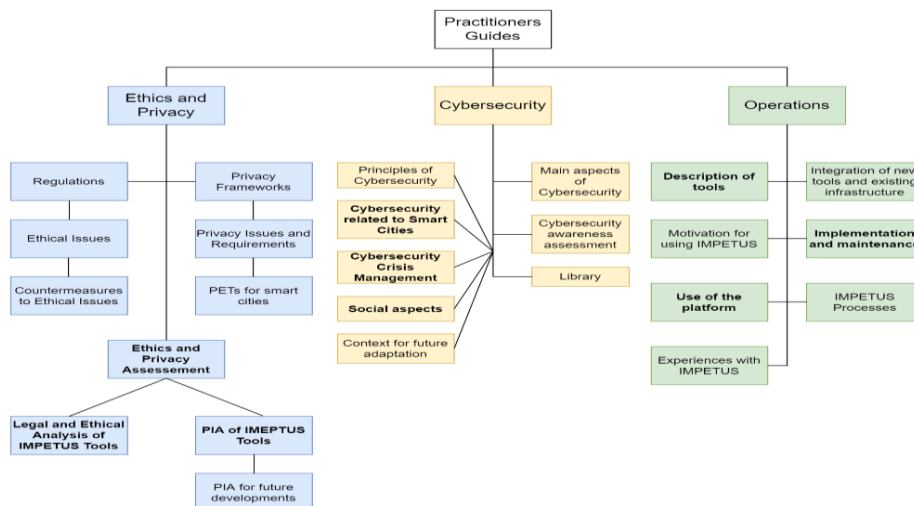 Practitioners
Guides
Ethics and
Privacy
Cybersecurity
Operations
Regulations
Privacy
Frameworks
Ethical Issues
Privacy Issues and
Requirements
Countermeasures
to Ethical Issues
PETs for smart
cities
Ethics and
Privacy
Assessment
Legal and Ethical
Analysis of
IMPETUS Tools
PIA of IMEPTUS
Tools
PIA for future
developments
Principles of
Cybersecurity
Cybersecurity
related to Smart
Cities
Cybersecurity
Crisis
Management
Social aspects
Context for future
adaptation
Main aspects
of
Cybersecurity
Cybersecurity
awareness
assessment
Library
Description of
tools
Integration of new
tools and existing
infrastructure
Motivation for
using IMPETUS
Implementation
and maintenance
Use of the
platform
IMPETUS
Processes
Experiences with
IMPETUS